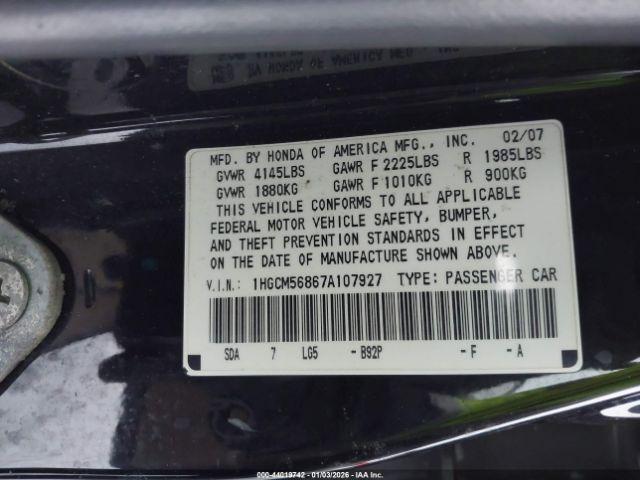 02/07
MFD. BY HONDA OF AMERICA MFG., INC.
GVWR 4145LBS GAWR F 2225LBS R 1985LBS
GVWR 1880KG GAWR F 1010KG R 900KG
THIS VEHICLE CONFORMS TO ALL APPLICABLE
FEDERAL MOTOR VEHICLE SAFETY, BUMPER,
AND THEFT PREVENTION STANDARDS IN EFFECT
ON THE DATE OF MANUFACTURE SHOWN ABOVE.
V.I.N.: 1HGCM56867A107927 TYPE: PASSENGER CAR
SDA 7 LG5 -B92P -F -A
000-44019742 - 01/03/2026 - IAA